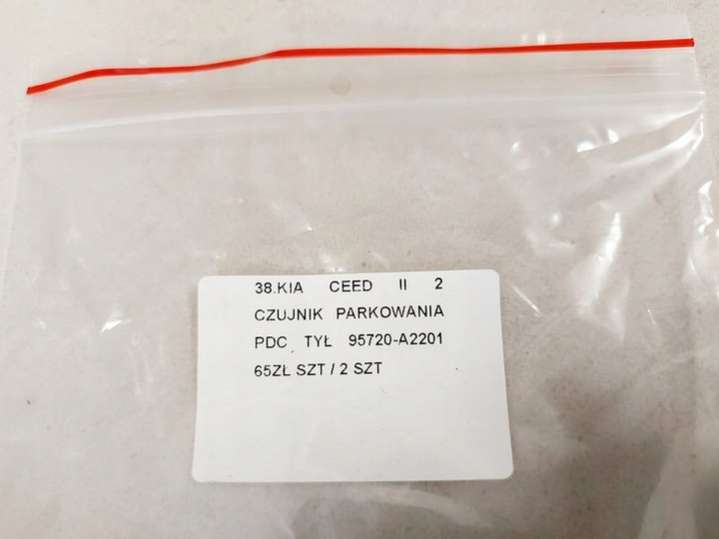 38.KIA CEED II 2
CZUJNIK PARKOWANIA
PDC, TYŁ 95720-A2201
65ZŁ SZT / 2 SZT